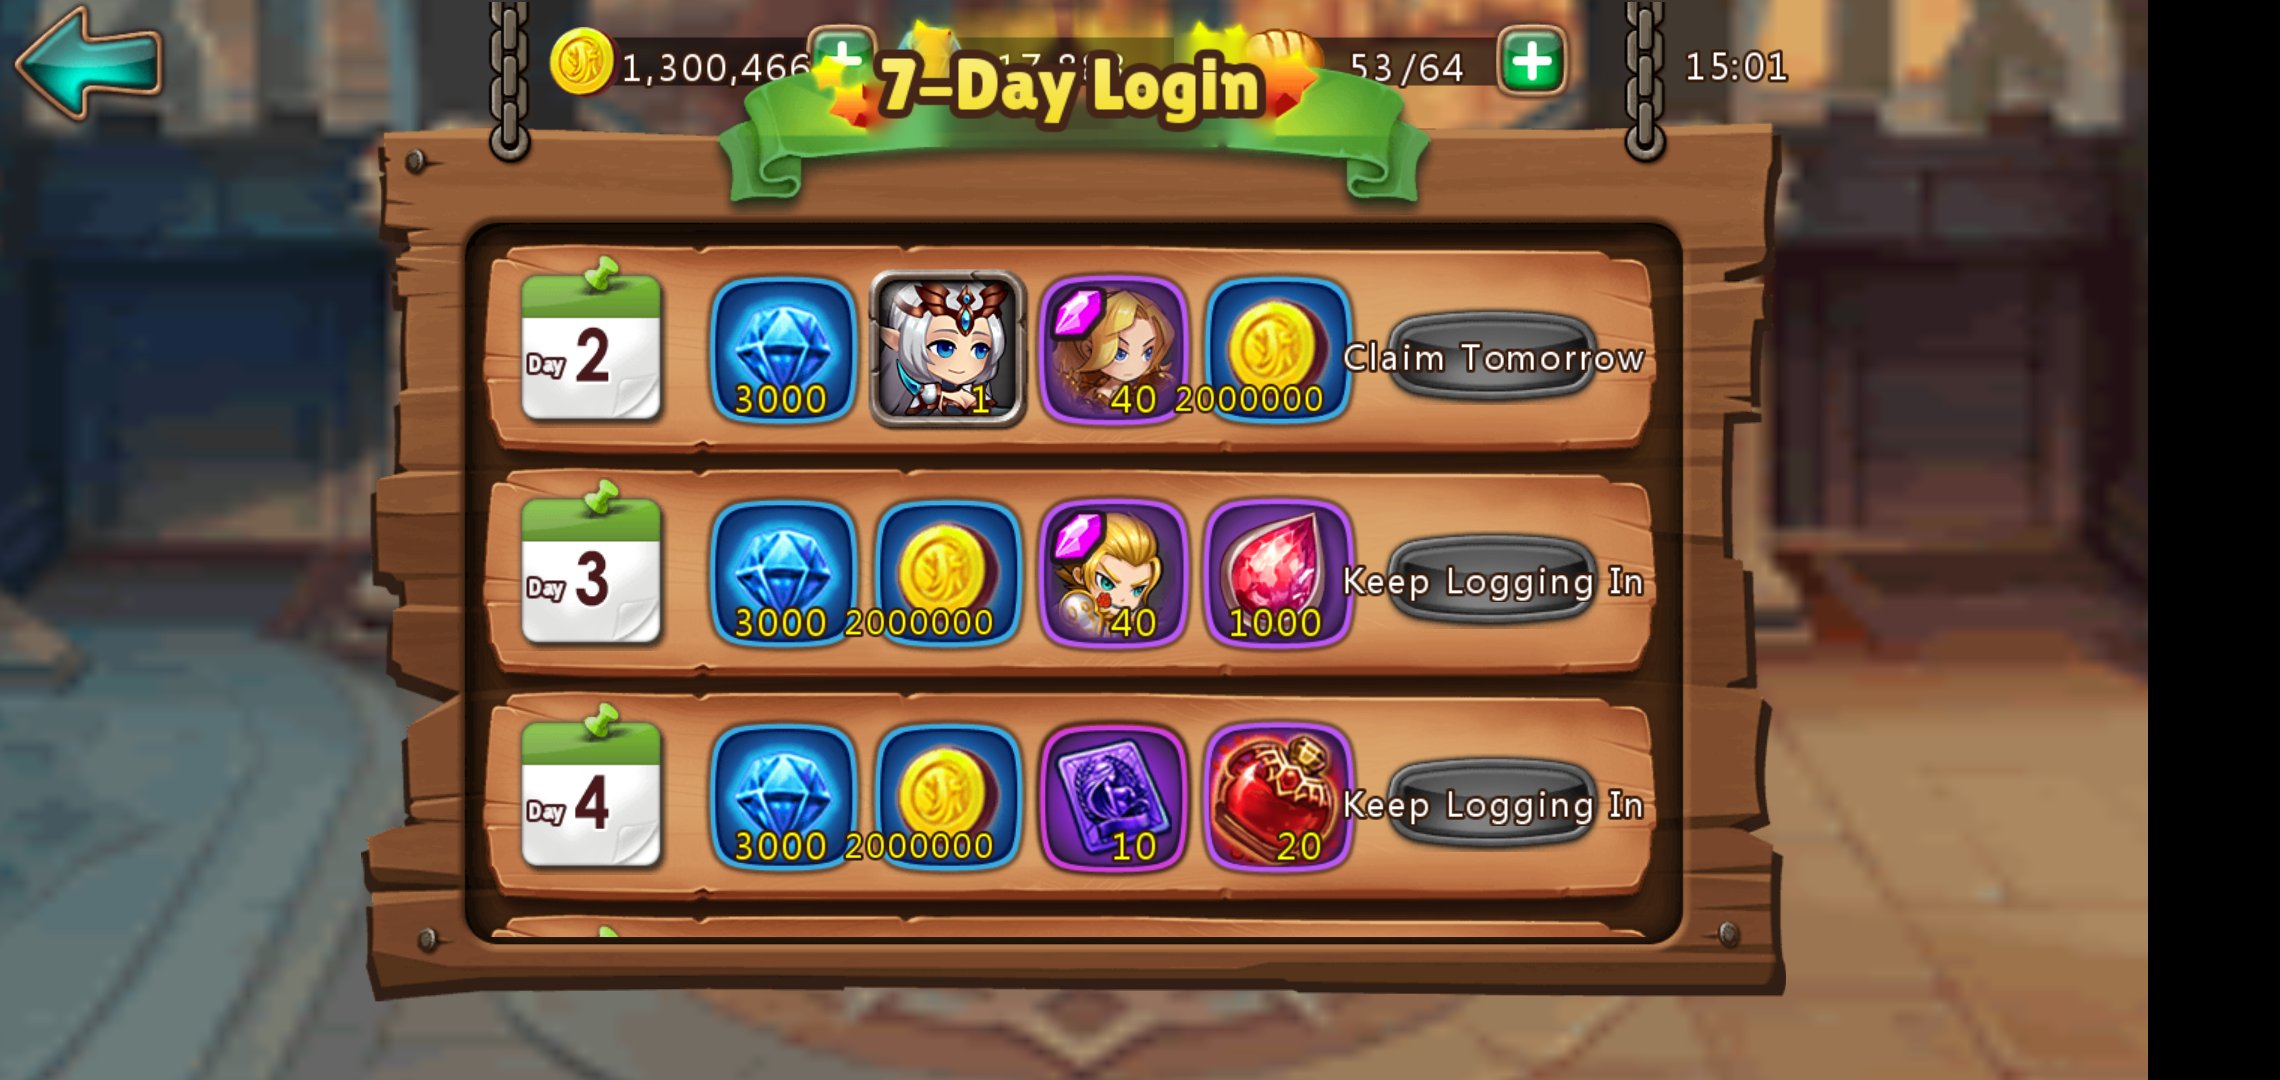 1,300,466
53/64
15:01
7-Day Login
Day 2
3000
1
40
2000000
Claim Tomorrow
Day 3
3000
2000000
40
1000
Keep Logging In
Day 4
3000
2000000
10
20
Keep Logging In